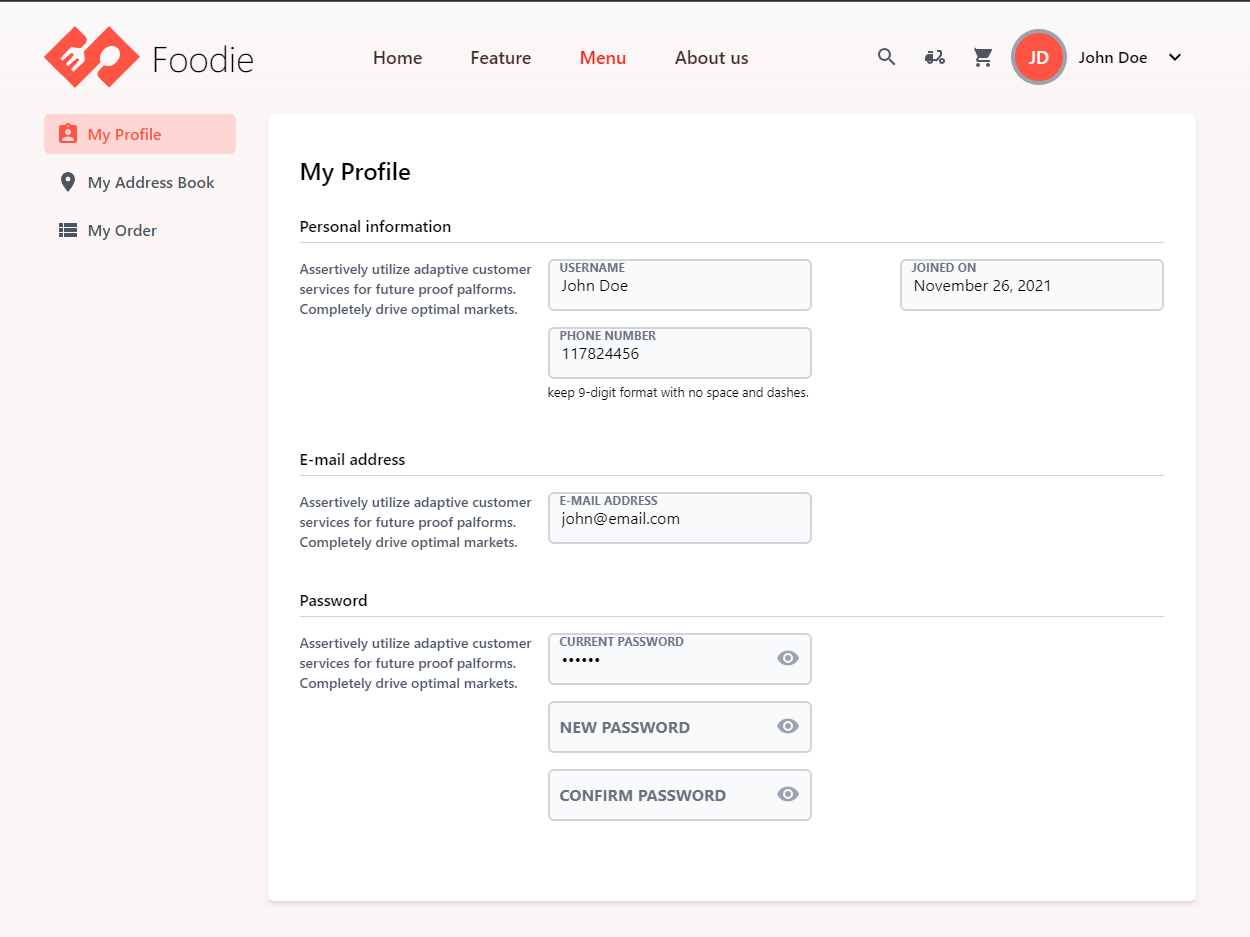 Foodie
Home
Feature
Menu
About us
JD
John Doe
My Profile
My Address Book
My Order
My Profile
Personal information
Assertively utilize adaptive customer
services for future proof palforms.
Completely drive optimal markets.
USERNAME
John Doe
JOINED ON
November 26, 2021
PHONE NUMBER
117824456
keep 9-digit format with no space and dashes.
E-mail address
Assertively utilize adaptive customer
services for future proof palforms.
Completely drive optimal markets.
E-MAIL ADDRESS
john@email.com
Password
Assertively utilize adaptive customer
services for future proof palforms.
Completely drive optimal markets.
CURRENT PASSWORD
••••••
NEW PASSWORD
CONFIRM PASSWORD